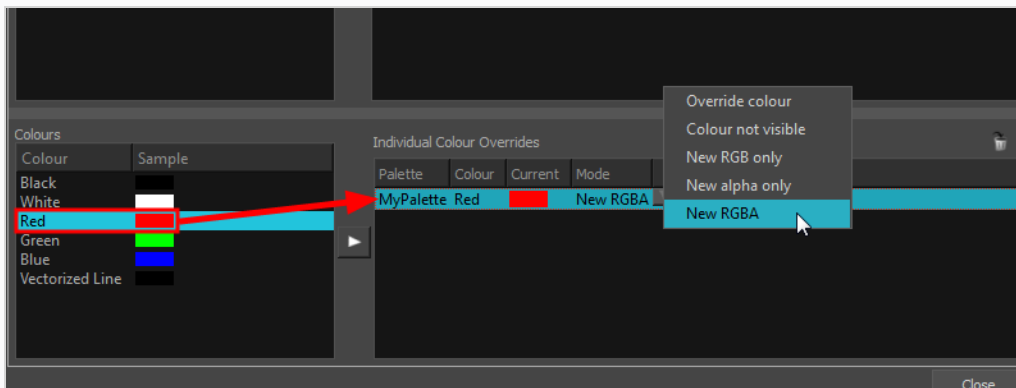 Colours
Colour Sample
Black
White
Red
Green
Blue
Vectorized Line
Individual Colour Overrides
Palette Colour Current Mode
MyPalette Red New RGBA
Override colour
Colour not visible
New RGB only
New alpha only
New RGBA
Close